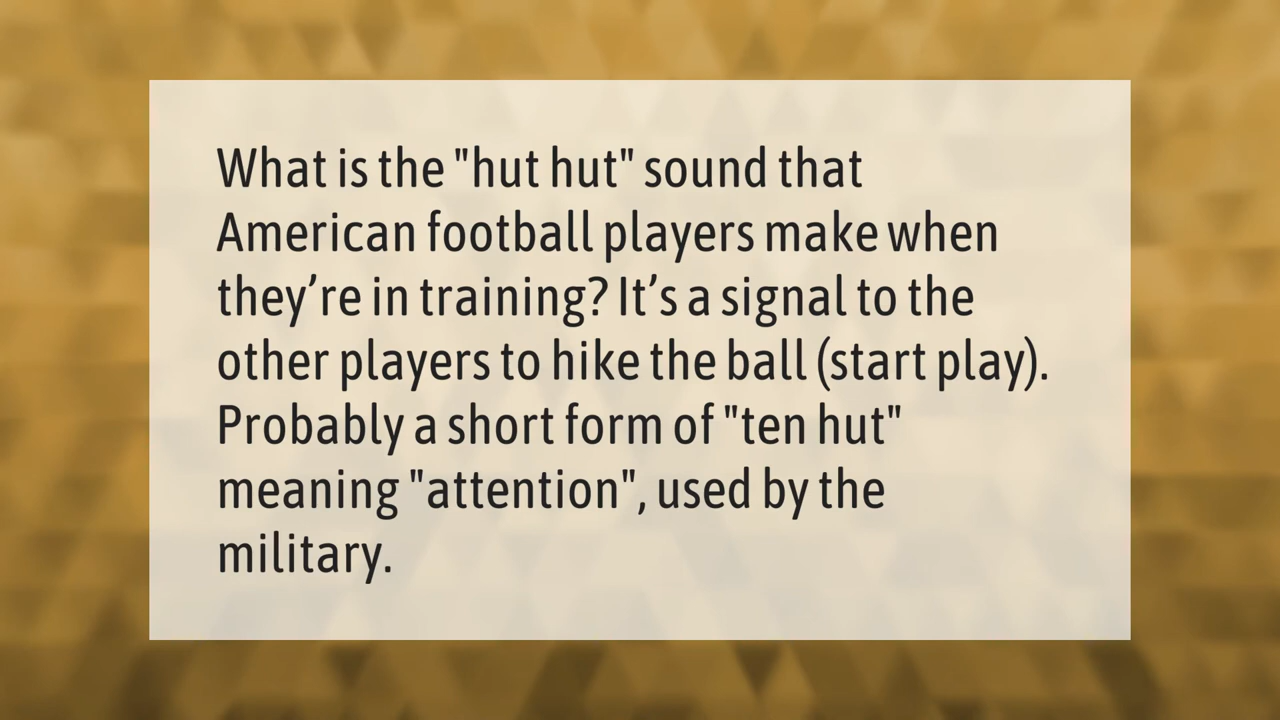 What is the "hut hut" sound that
American football players make when
they’re in training? It’s a signal to the
other players to hike the ball (start play).
Probably a short form of "ten hut"
meaning "attention", used by the
military.